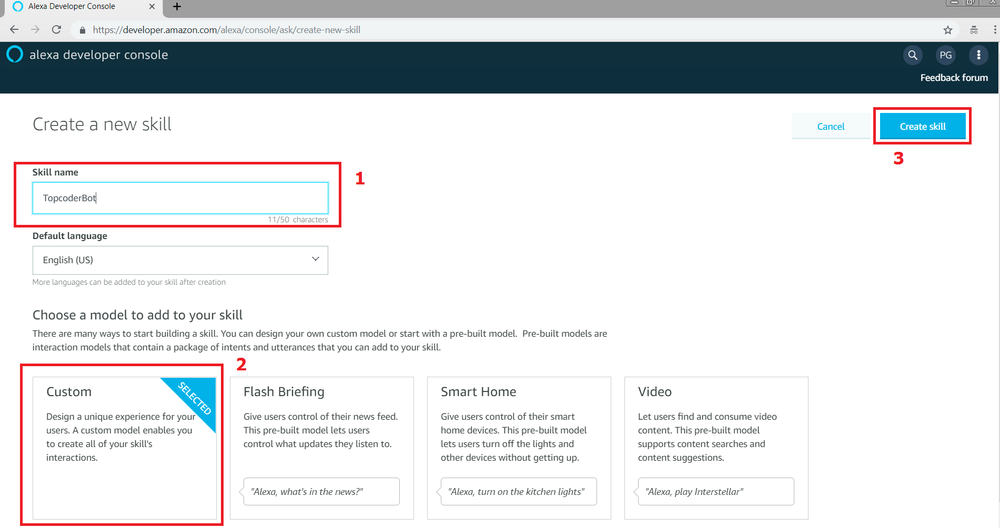 Alexa Developer Console
https://developer.amazon.com/alexa/console/ask/create-new-skill
alexa developer console
PG
Feedback forum
Create a new skill
Cancel
Create skill
3
Skill name
1
TopcoderBot
11/50 characters
Default language
English (US)
More languages can be added to your skill after creation
Choose a model to add to your skill
There are many ways to start building a skill. You can design your own custom model or start with a pre-built model. Pre-built models are
interaction models that contain a package of intents and utterances that you can add to your skill.
2
Custom
SELECTED
Design a unique experience for your
users. A custom model enables you
to create all of your skill's
interactions.
Flash Briefing
Give users control of their news feed.
This pre-built model lets users
control what updates they listen to.
"Alexa, what's in the news?"
Smart Home
Give users control of their smart
home devices. This pre-built model
lets users turn off the lights and
other devices without getting up.
"Alexa, turn on the kitchen lights"
Video
Let users find and consume video
content. This pre-built model
supports content searches and
content suggestions.
"Alexa, play Interstellar"